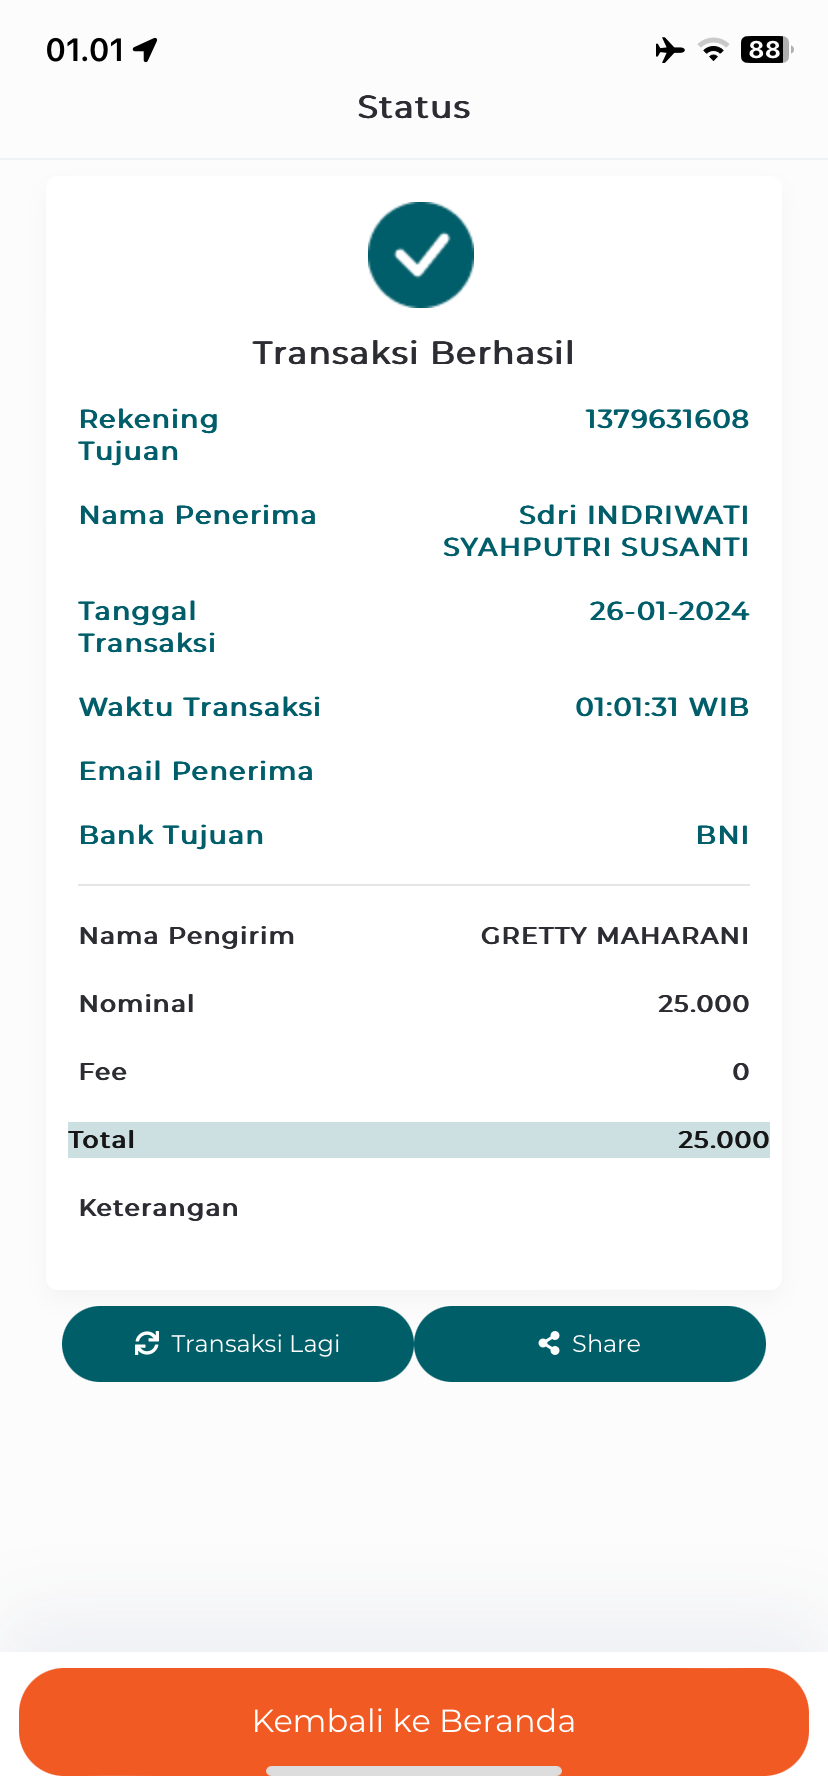 01.01
88
Status
Transaksi Berhasil
Rekening Tujuan 1379631608
Nama Penerima Sdri INDRIWATI SYAHPUTRI SUSANTI
Tanggal Transaksi 26-01-2024
Waktu Transaksi 01:01:31 WIB
Email Penerima
Bank Tujuan BNI
Nama Pengirim GRETTY MAHARANI
Nominal 25.000
Fee 0
Total 25.000
Keterangan
Transaksi Lagi Share
Kembali ke Beranda